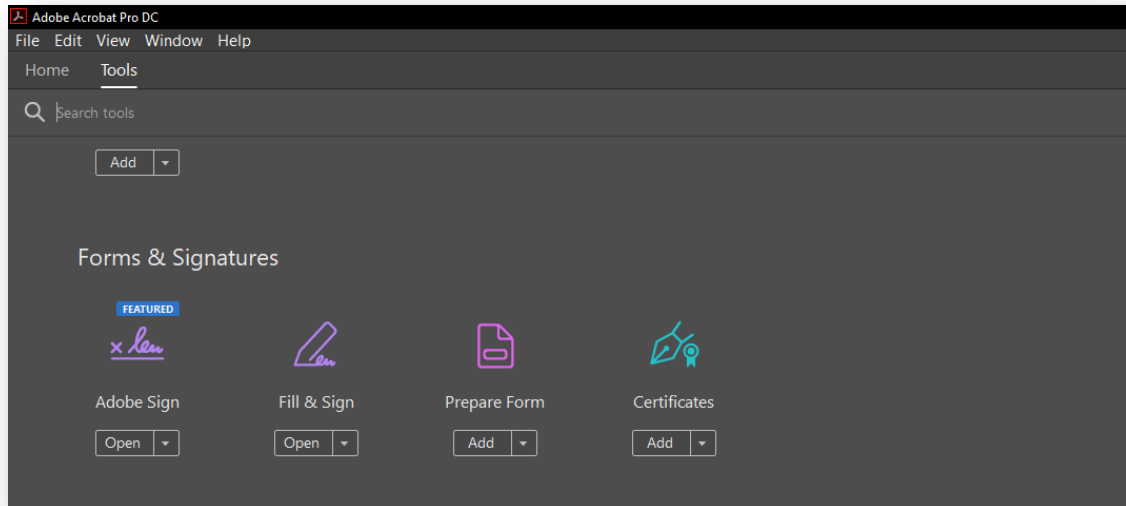 Adobe Acrobat Pro DC
File Edit View Window Help
Home Tools
Search tools
Add
Forms & Signatures
FEATURED
Adobe Sign Fill & Sign Prepare Form Certificates
Open Open Add Add